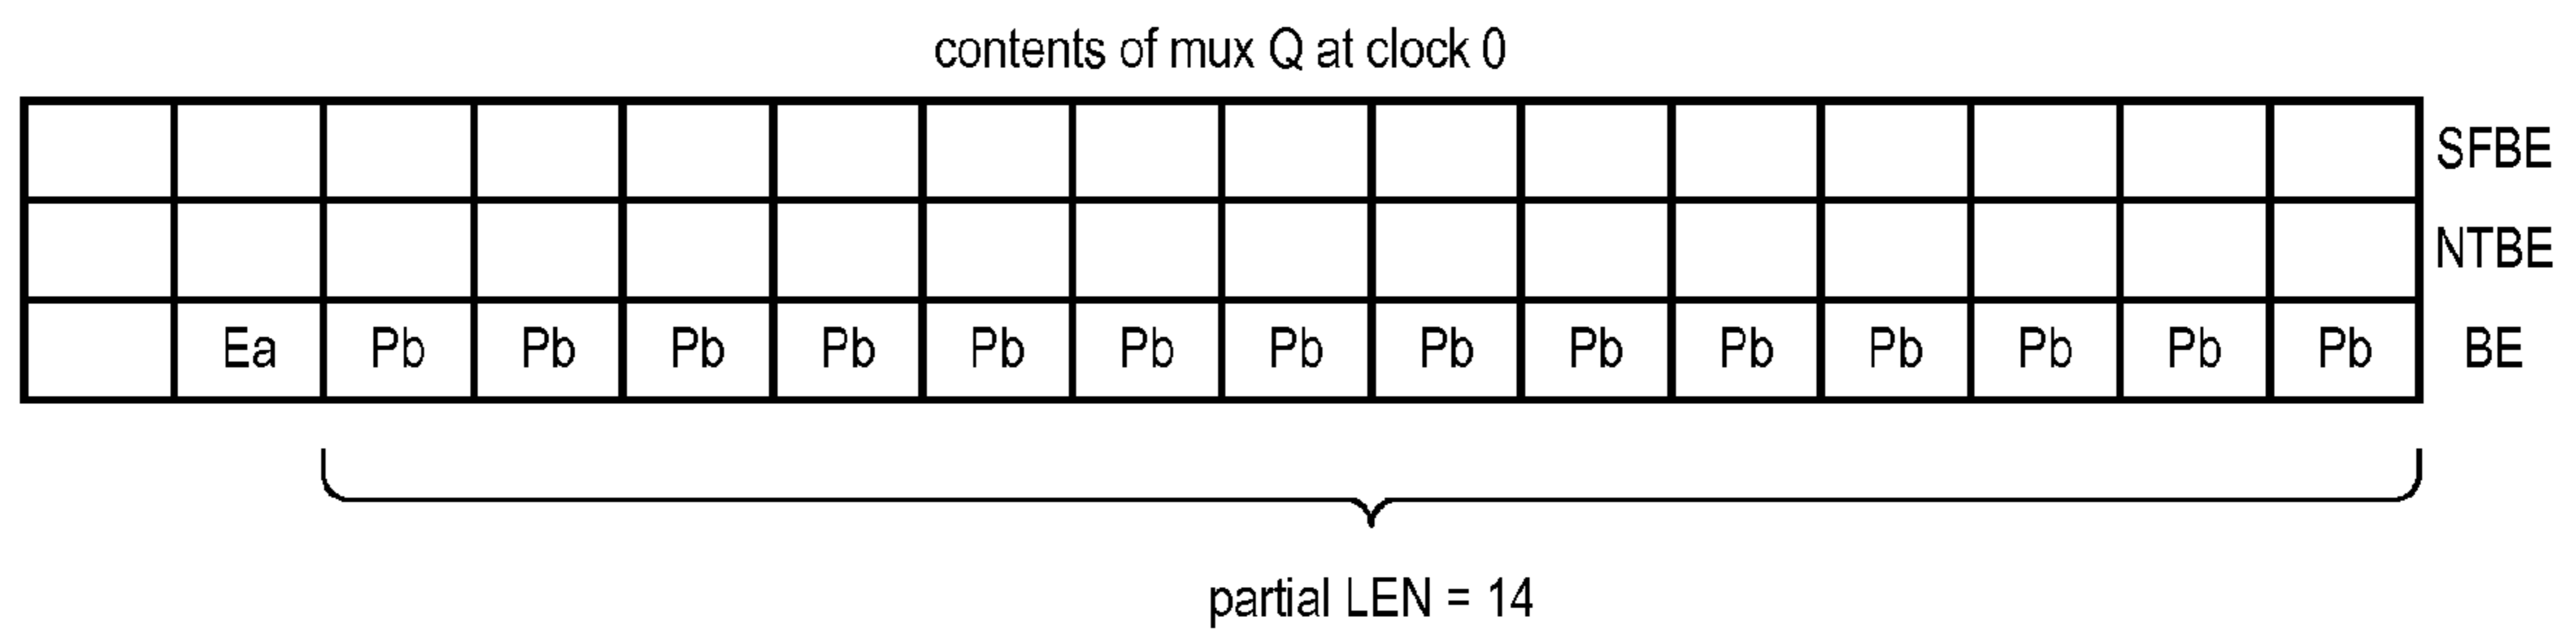 contents of mux Q at clock 0
SFBE
NTBE
Ea Pb Pb Pb Pb Pb Pb Pb Pb Pb Pb Pb Pb Pb Pb BE
partial LEN = 14